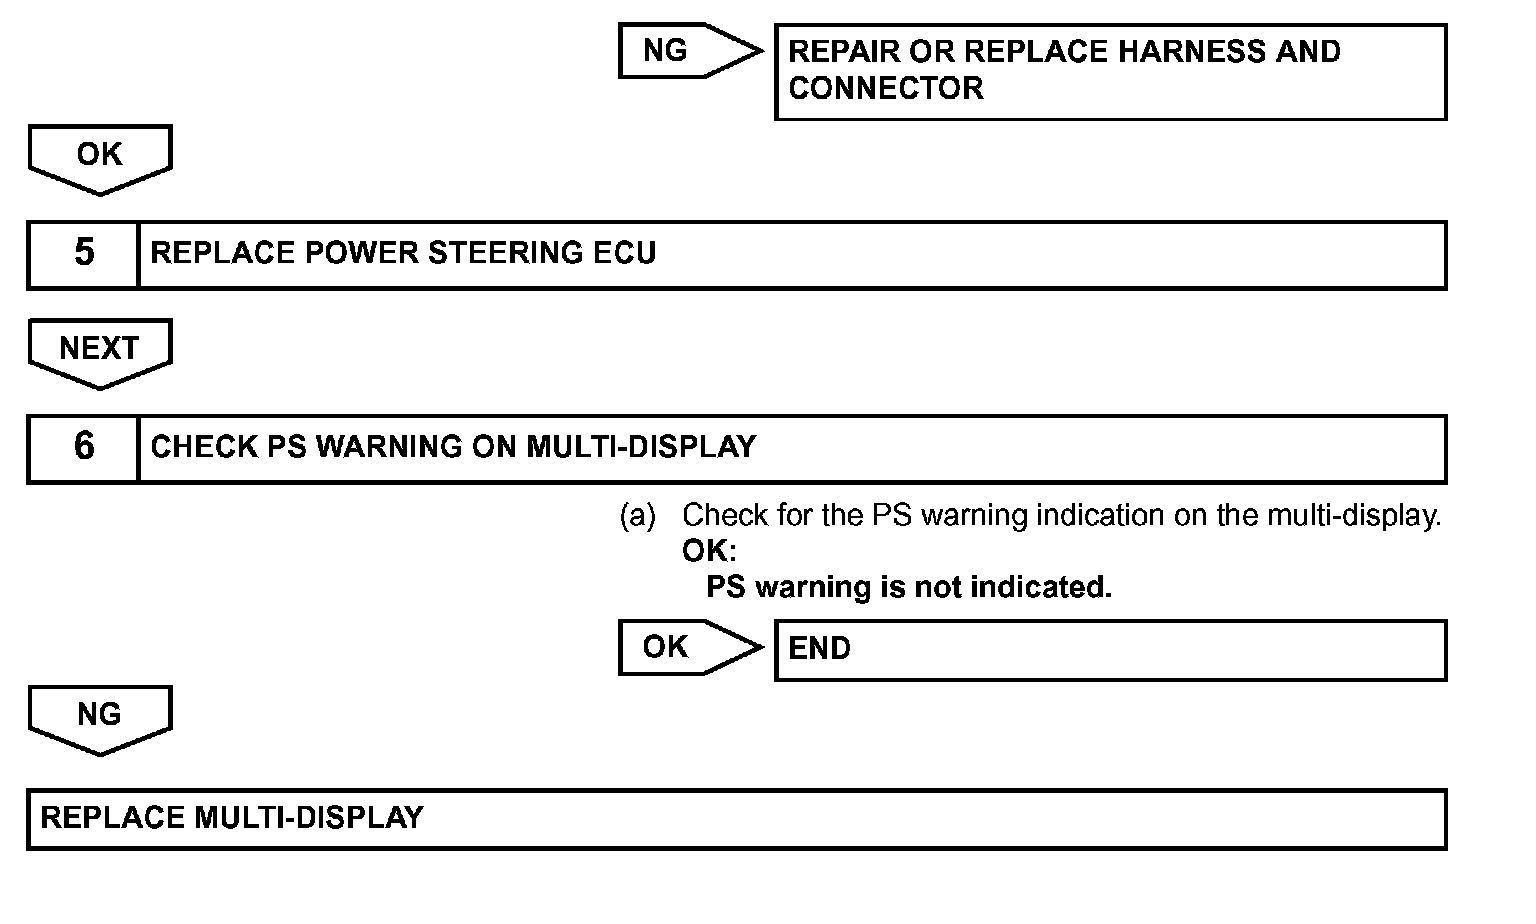 NG
REPAIR OR REPLACE HARNESS AND
CONNECTOR
OK
5 REPLACE POWER STEERING ECU
NEXT
6 CHECK PS WARNING ON MULTI-DISPLAY
(a) Check for the PS warning indication on the multi-display.
OK:
PS warning is not indicated.
OK
END
NG
REPLACE MULTI-DISPLAY